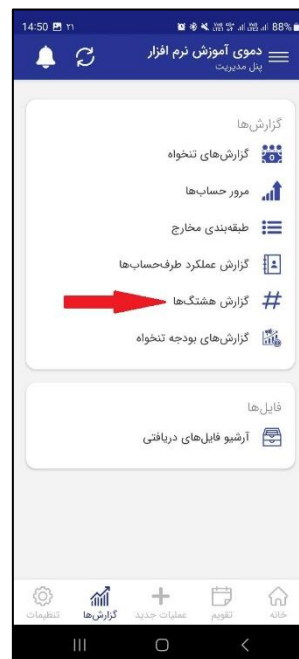 14:50 ۲۱ 88%
دموی آموزش نرم افزار
پنل مدیریت
گزارش‌ها
گزارش‌های تنخواه
مرور حساب‌ها
طبقه‌بندی مخارج
گزارش عملکرد طرف‌حساب‌ها
گزارش هشتگ‌ها
گزارش‌های بودجه تنخواه
فایل‌ها
آرشیو فایل‌های دریافتی
خانه
تقویم
عملیات جدید
گزارش‌ها
تنظیمات